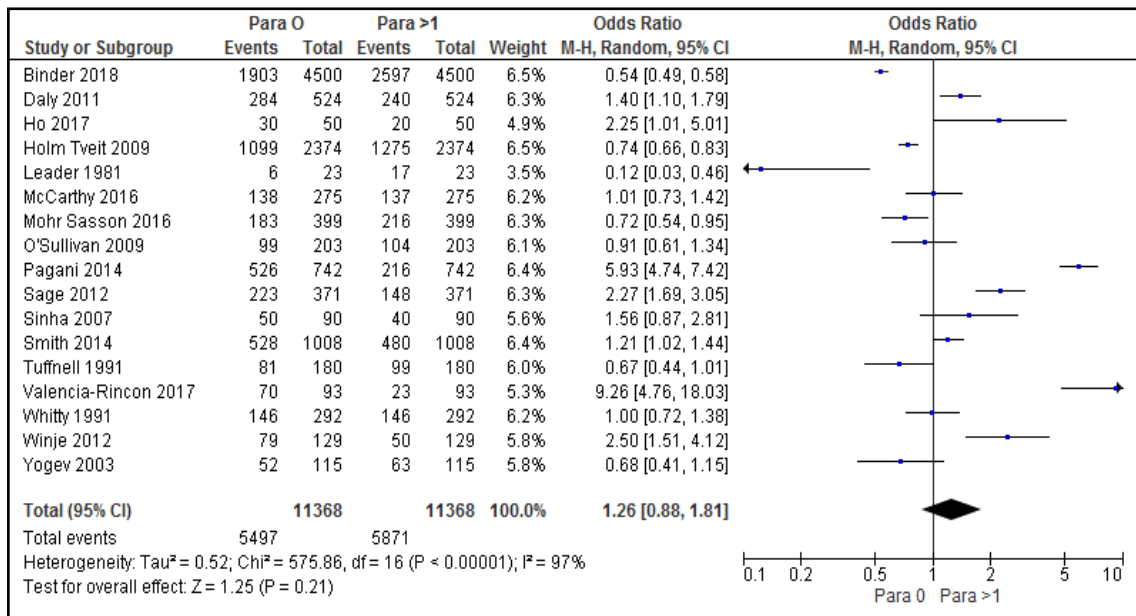 Para O Para >1 Odds Ratio Odds Ratio
Study or Subgroup Events Total Events Total Weight M-H, Random, 95% CI M-H, Random, 95% CI
Binder 2018 1903 4500 2597 4500 6.5% 0.54 [0.49, 0.58]
Daly 2011 284 524 240 524 6.3% 1.40 [1.10, 1.79]
Ho 2017 30 50 20 50 4.9% 2.25 [1.01, 5.01]
Holm Tveit 2009 1099 2374 1275 2374 6.5% 0.74 [0.66, 0.83]
Leader 1981 6 23 17 23 3.5% 0.12 [0.03, 0.46]
McCarthy 2016 138 275 137 275 6.2% 1.01 [0.73, 1.42]
Mohr Sasson 2016 183 399 216 399 6.3% 0.72 [0.54, 0.95]
O'Sullivan 2009 99 203 104 203 6.1% 0.91 [0.61, 1.34]
Pagani 2014 526 742 216 742 6.4% 5.93 [4.74, 7.42]
Sage 2012 223 371 148 371 6.3% 2.27 [1.69, 3.05]
Sinha 2007 50 90 40 90 5.6% 1.56 [0.87, 2.81]
Smith 2014 528 1008 480 1008 6.5% 1.21 [1.02, 1.44]
Tuffnell 1991 81 180 99 180 6.0% 0.67 [0.44, 1.01]
Valencia-Rincon 2017 70 93 23 93 5.3% 9.26 [4.76, 18.03]
Whitty 1991 146 292 146 292 6.2% 1.00 [0.72, 1.38]
Winje 2012 79 129 50 129 5.8% 2.50 [1.51, 4.12]
Yogev 2003 52 115 63 115 5.8% 0.68 [0.41, 1.15]
Total (95% CI) 11368 11368 100.0% 1.26 [0.88, 1.81]
Total events 5497 5871
Heterogeneity: Tau² = 0.52; Chi² = 575.86, df = 16 (P < 0.00001); I² = 97%
Test for overall effect: Z = 1.25 (P = 0.21)
0.1 0.2 0.5 1 2 5 10
Para 0 Para >1